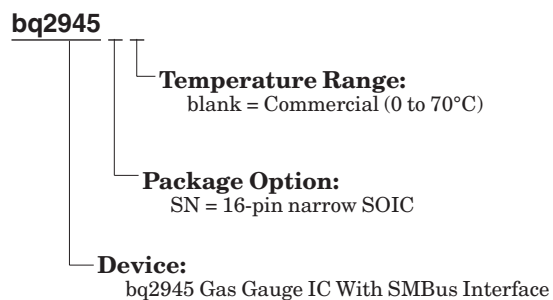 bq2945
Temperature Range:
blank = Commercial (0 to 70°C)
Package Option:
SN = 16-pin narrow SOIC
Device:
bq2945 Gas Gauge IC With SMBus Interface